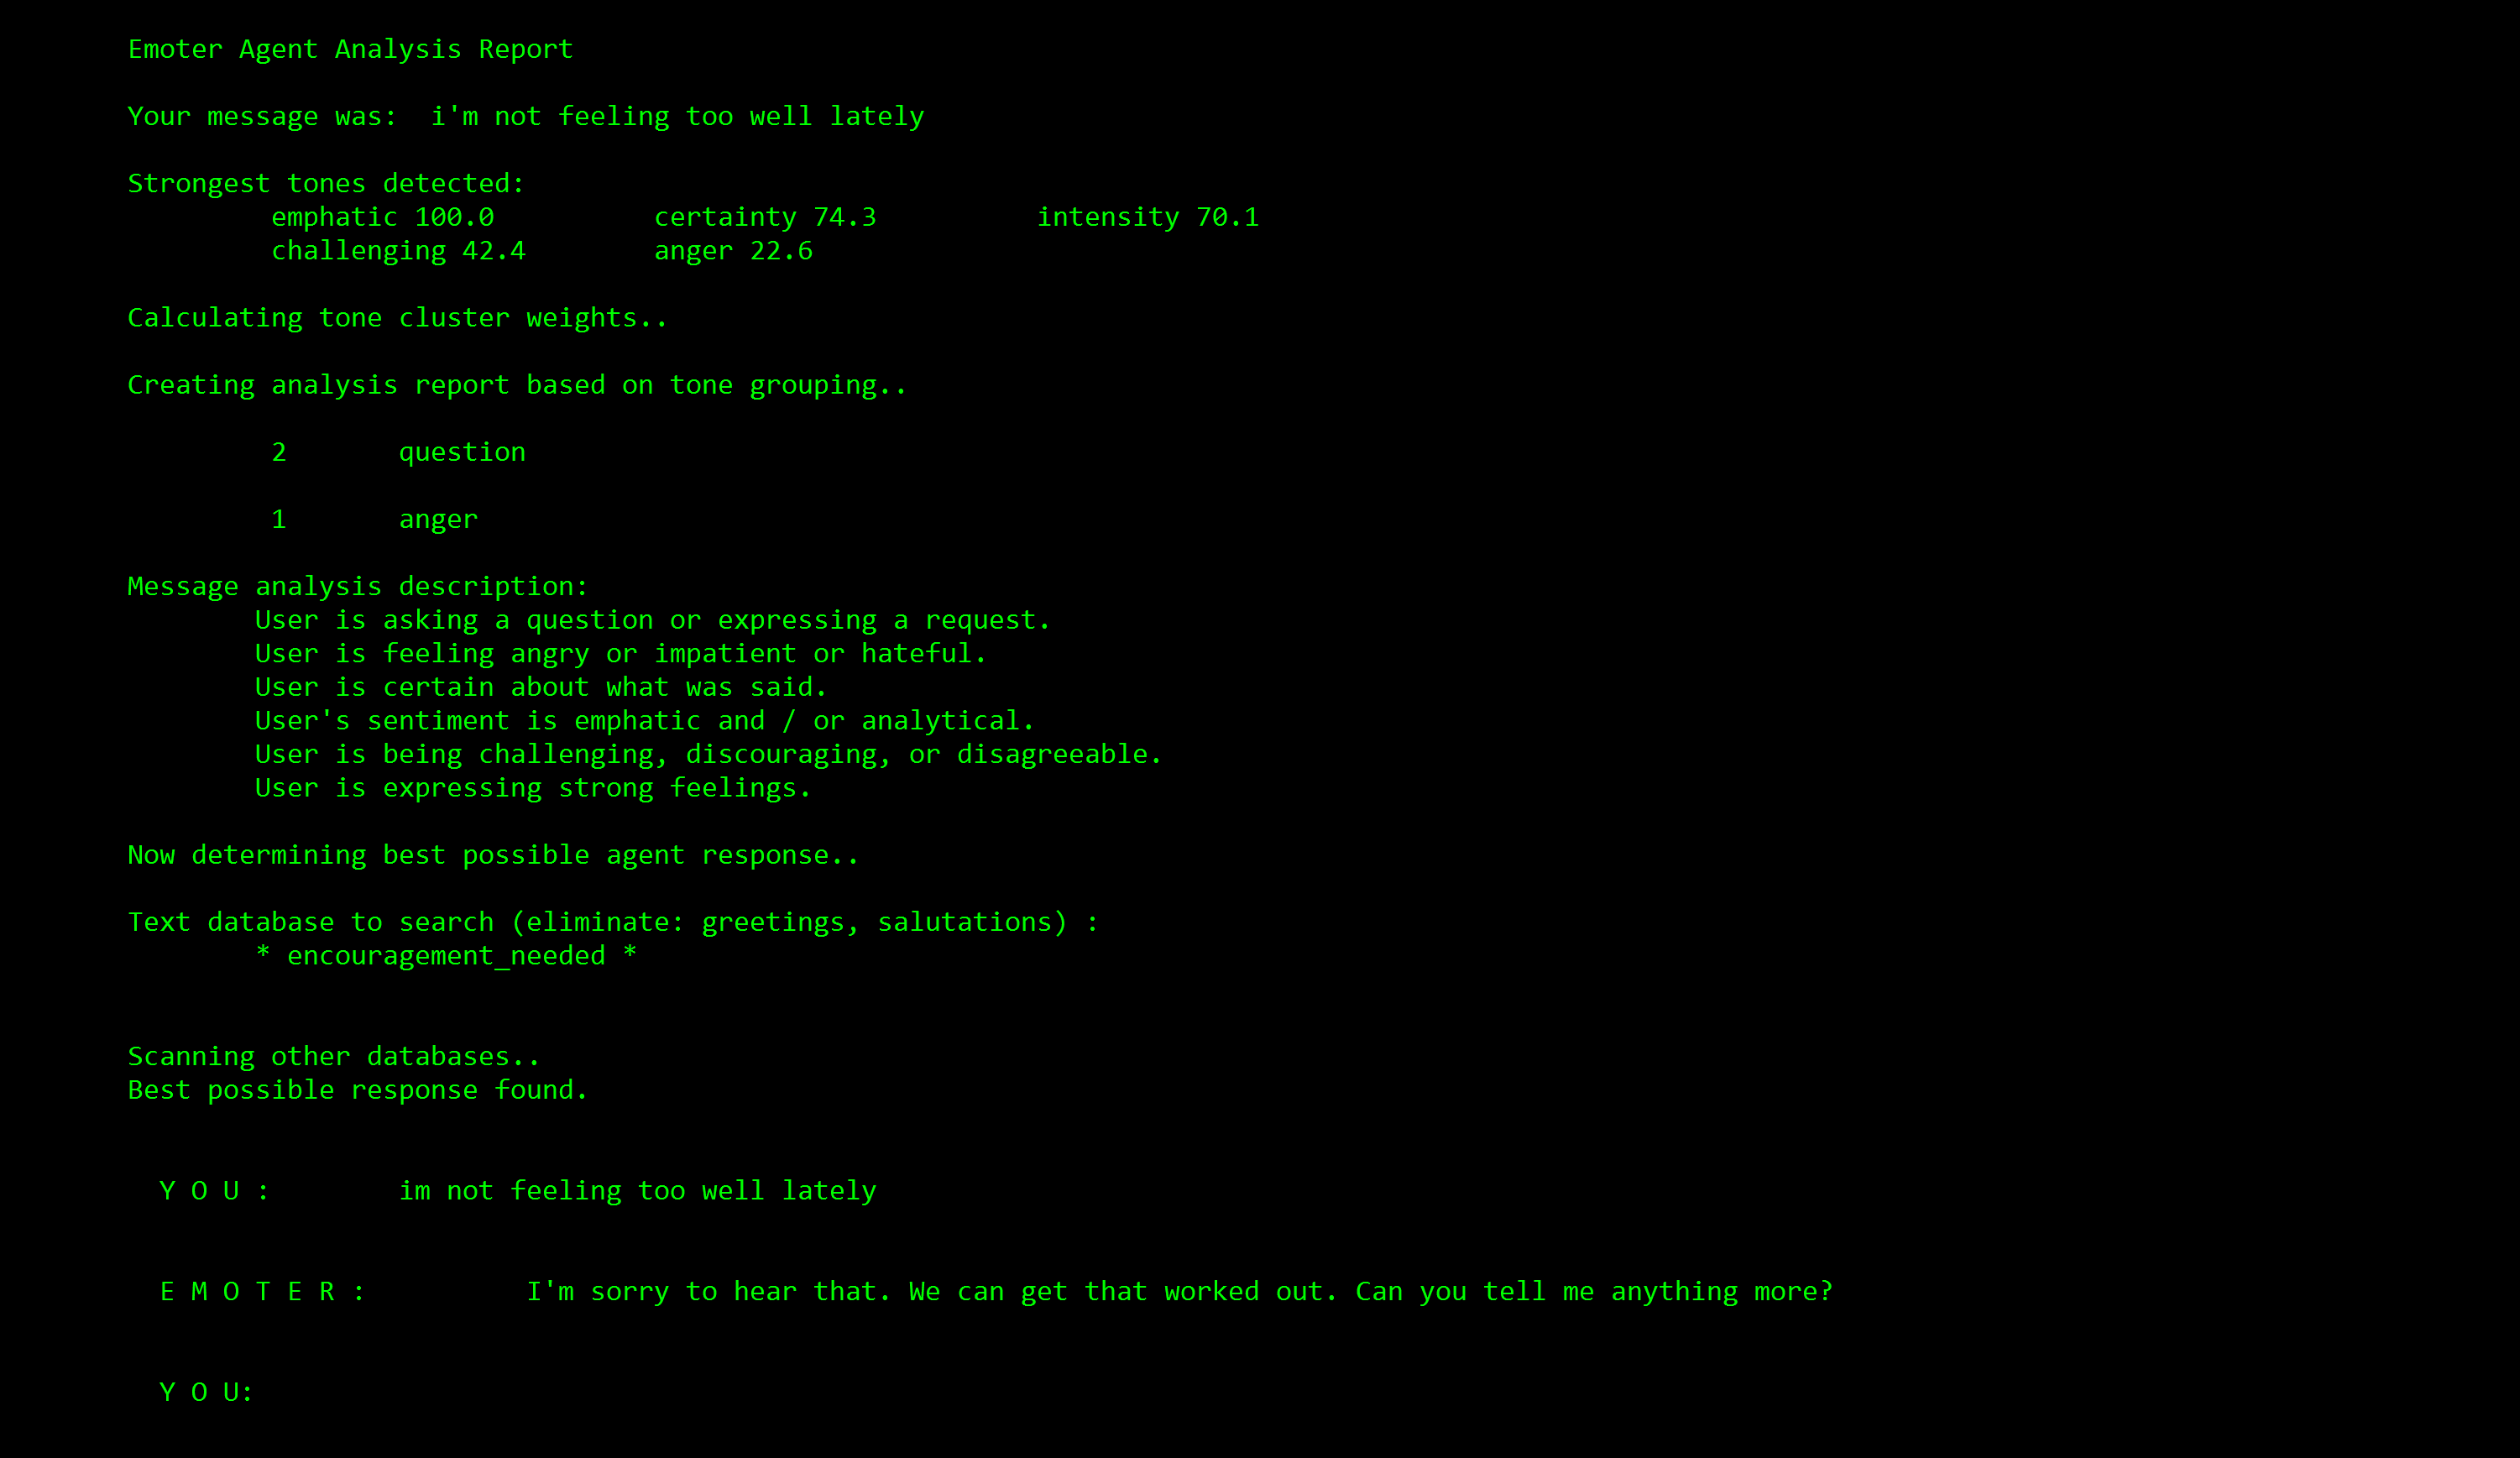 Emoter Agent Analysis Report
Your message was:  i'm not feeling too well lately
Strongest tones detected:
emphatic 100.0          certainty 74.3          intensity 70.1
challenging 42.4        anger 22.6
Calculating tone cluster weights..
Creating analysis report based on tone grouping..
2       question
1       anger
Message analysis description:
User is asking a question or expressing a request.
User is feeling angry or impatient or hateful.
User is certain about what was said.
User's sentiment is emphatic and / or analytical.
User is being challenging, discouraging, or disagreeable.
User is expressing strong feelings.
Now determining best possible agent response..
Text database to search (eliminate: greetings, salutations) :
* encouragement_needed *
Scanning other databases..
Best possible response found.
Y O U :        im not feeling too well lately
E M O T E R :          I'm sorry to hear that. We can get that worked out. Can you tell me anything more?
Y O U: